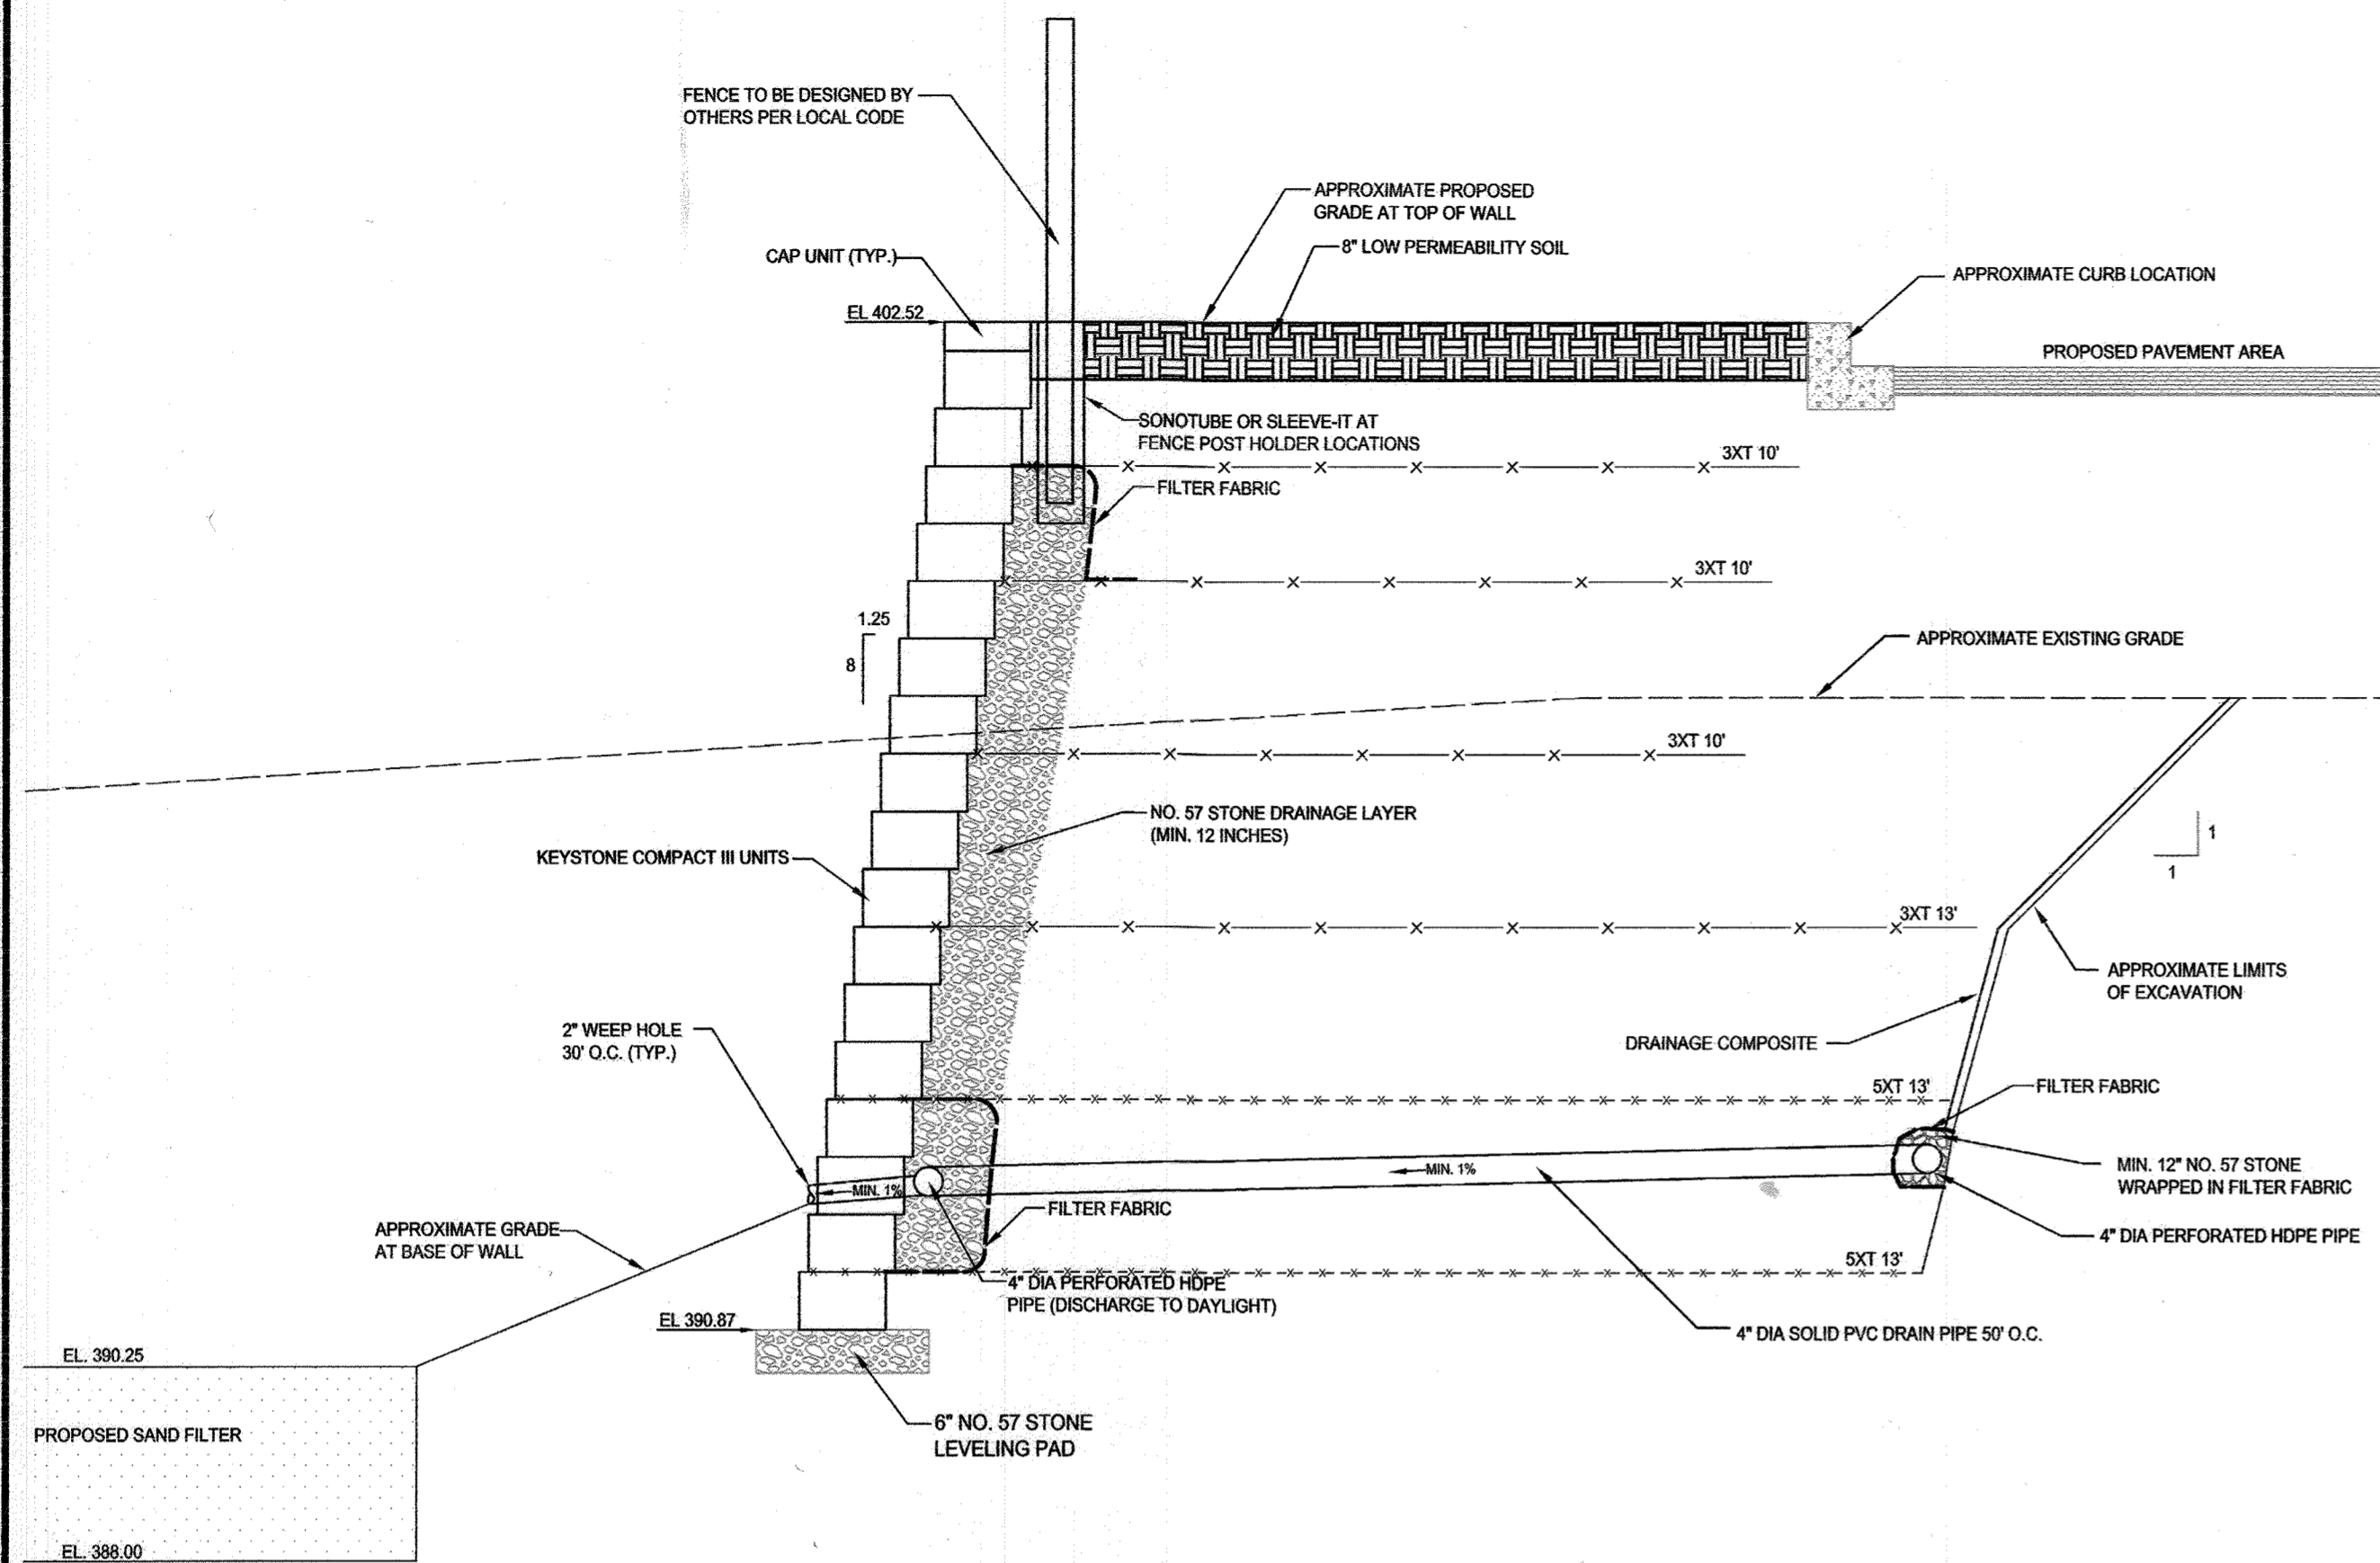 FENCE TO BE DESIGNED BY
OTHERS PER LOCAL CODE
APPROXIMATE PROPOSED
GRADE AT TOP OF WALL
8" LOW PERMEABILITY SOIL
CAP UNIT (TYP.)
APPROXIMATE CURB LOCATION
EL 402.52
PROPOSED PAVEMENT AREA
SONOTUBE OR SLEEVE-IT AT
FENCE POST HOLDER LOCATIONS
3XT 10'
FILTER FABRIC
3XT 10'
1.25
8
APPROXIMATE EXISTING GRADE
3XT 10'
NO. 57 STONE DRAINAGE LAYER
(MIN. 12 INCHES)
1
1
KEYSTONE COMPACT III UNITS
3XT 13'
APPROXIMATE LIMITS
OF EXCAVATION
2" WEEP HOLE
30' O.C. (TYP.)
DRAINAGE COMPOSITE
5XT 13'
FILTER FABRIC
MIN. 1%
MIN. 12" NO. 57 STONE
WRAPPED IN FILTER FABRIC
MIN. 1%
FILTER FABRIC
APPROXIMATE GRADE
AT BASE OF WALL
4" DIA PERFORATED HDPE PIPE
5XT 13'
4" DIA PERFORATED HDPE
PIPE (DISCHARGE TO DAYLIGHT)
EL 390.87
4" DIA SOLID PVC DRAIN PIPE 50' O.C.
EL. 390.25
6" NO. 57 STONE
LEVELING PAD
PROPOSED SAND FILTER
EL. 388.00